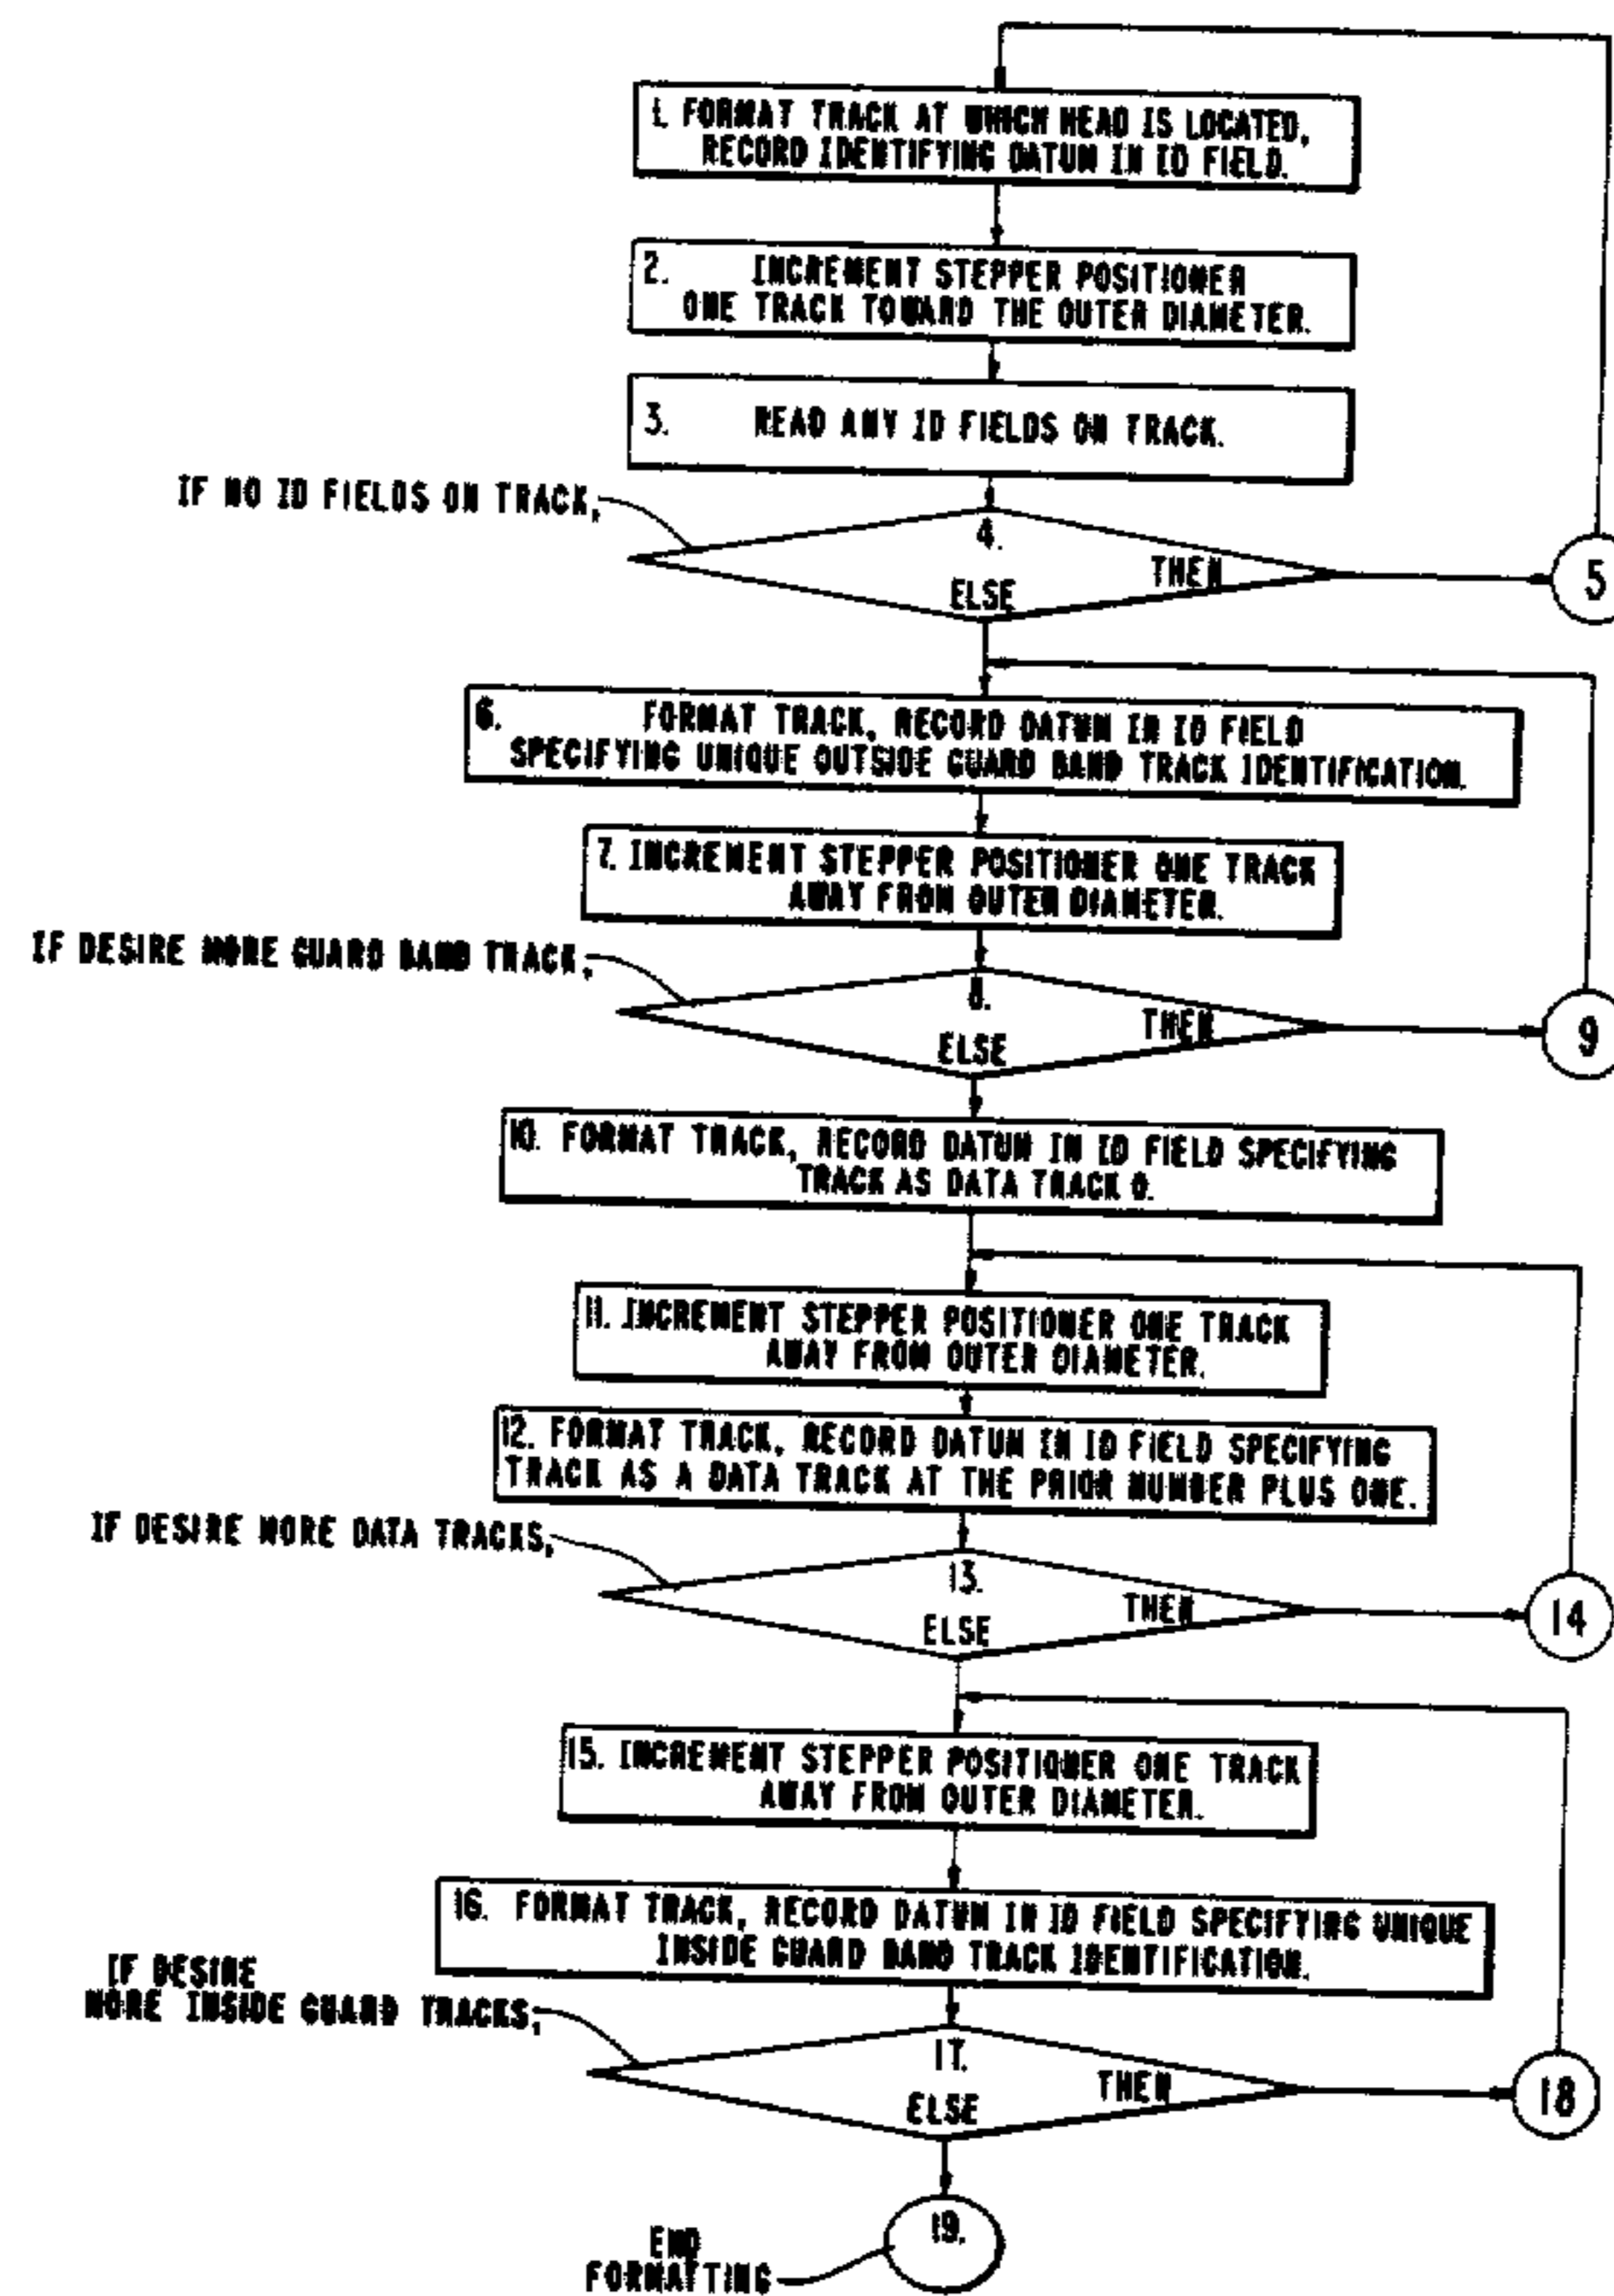 1. FORMAT TRACK AT WHICH HEAD IS LOCATED,
RECORD IDENTIFYING DATUM IN ID FIELD.
2. INCREMENT STEPPER POSITIONER
ONE TRACK TOWARD THE OUTER DIAMETER.
3. READ ANY ID FIELDS ON TRACK.
IF NO ID FIELDS ON TRACK,
4.
THEN
5
ELSE
6. FORMAT TRACK, RECORD DATUM IN ID FIELD
SPECIFYING UNIQUE OUTSIDE GUARD BAND TRACK IDENTIFICATION.
7. INCREMENT STEPPER POSITIONER ONE TRACK
AWAY FROM OUTER DIAMETER.
IF DESIRE MORE GUARD BAND TRACK,
8.
THEN
9
ELSE
10. FORMAT TRACK, RECORD DATUM IN ID FIELD SPECIFYING
TRACK AS DATA TRACK 0.
11. INCREMENT STEPPER POSITIONER ONE TRACK
AWAY FROM OUTER DIAMETER.
12. FORMAT TRACK, RECORD DATUM IN ID FIELD SPECIFYING
TRACK AS A DATA TRACK AT THE PRIOR NUMBER PLUS ONE.
IF DESIRE MORE DATA TRACKS,
13.
THEN
14
ELSE
15. INCREMENT STEPPER POSITIONER ONE TRACK
AWAY FROM OUTER DIAMETER.
16. FORMAT TRACK, RECORD DATUM IN ID FIELD SPECIFYING UNIQUE
INSIDE GUARD BAND TRACK IDENTIFICATION.
IF DESIRE
MORE INSIDE GUARD TRACKS,
17.
THEN
18
ELSE
19.
END
FORMATTING